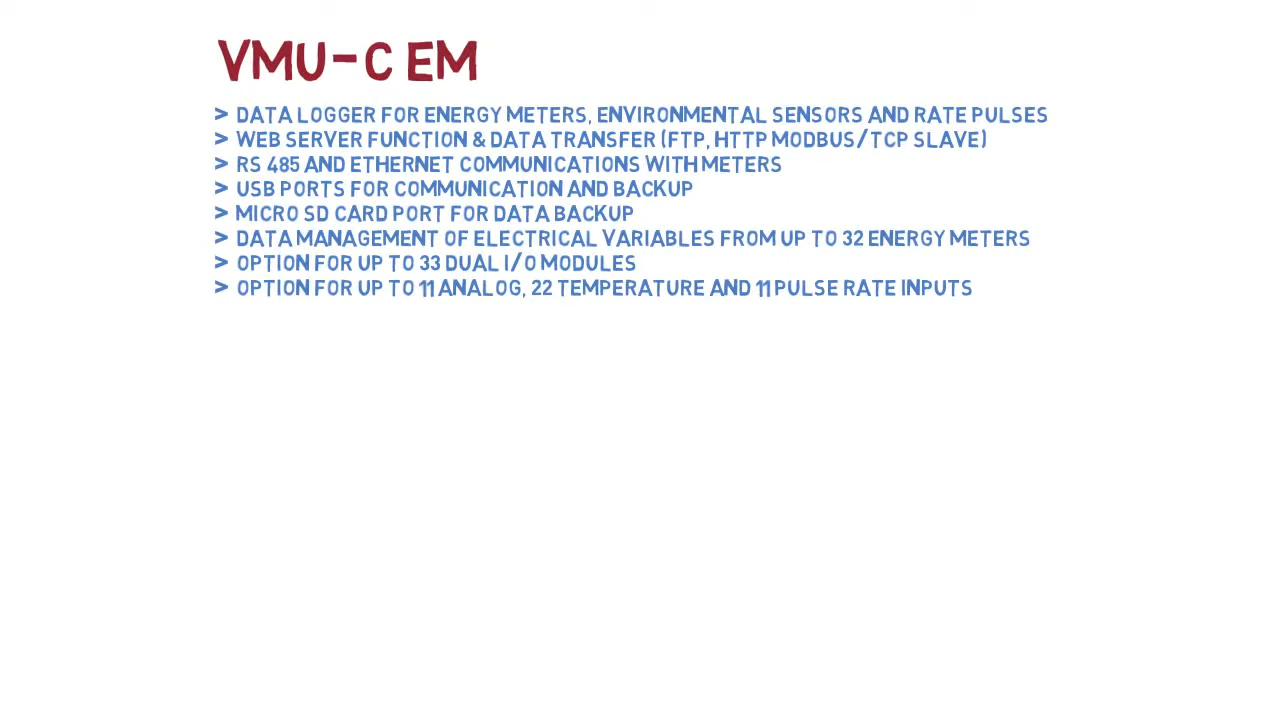 VMU-C EM
> DATA LOGGER FOR ENERGY METERS, ENVIRONMENTAL SENSORS AND RATE PULSES
> WEB SERVER FUNCTION & DATA TRANSFER (FTP, HTTP MODBUS/TCP SLAVE)
> RS 485 AND ETHERNET COMMUNICATIONS WITH METERS
> USB PORTS FOR COMMUNICATION AND BACKUP
> MICRO SD CARD PORT FOR DATA BACKUP
> DATA MANAGEMENT OF ELECTRICAL VARIABLES FROM UP TO 32 ENERGY METERS
> OPTION FOR UP TO 33 DUAL I/O MODULES
> OPTION FOR UP TO 11 ANALOG, 22 TEMPERATURE AND 11 PULSE RATE INPUTS